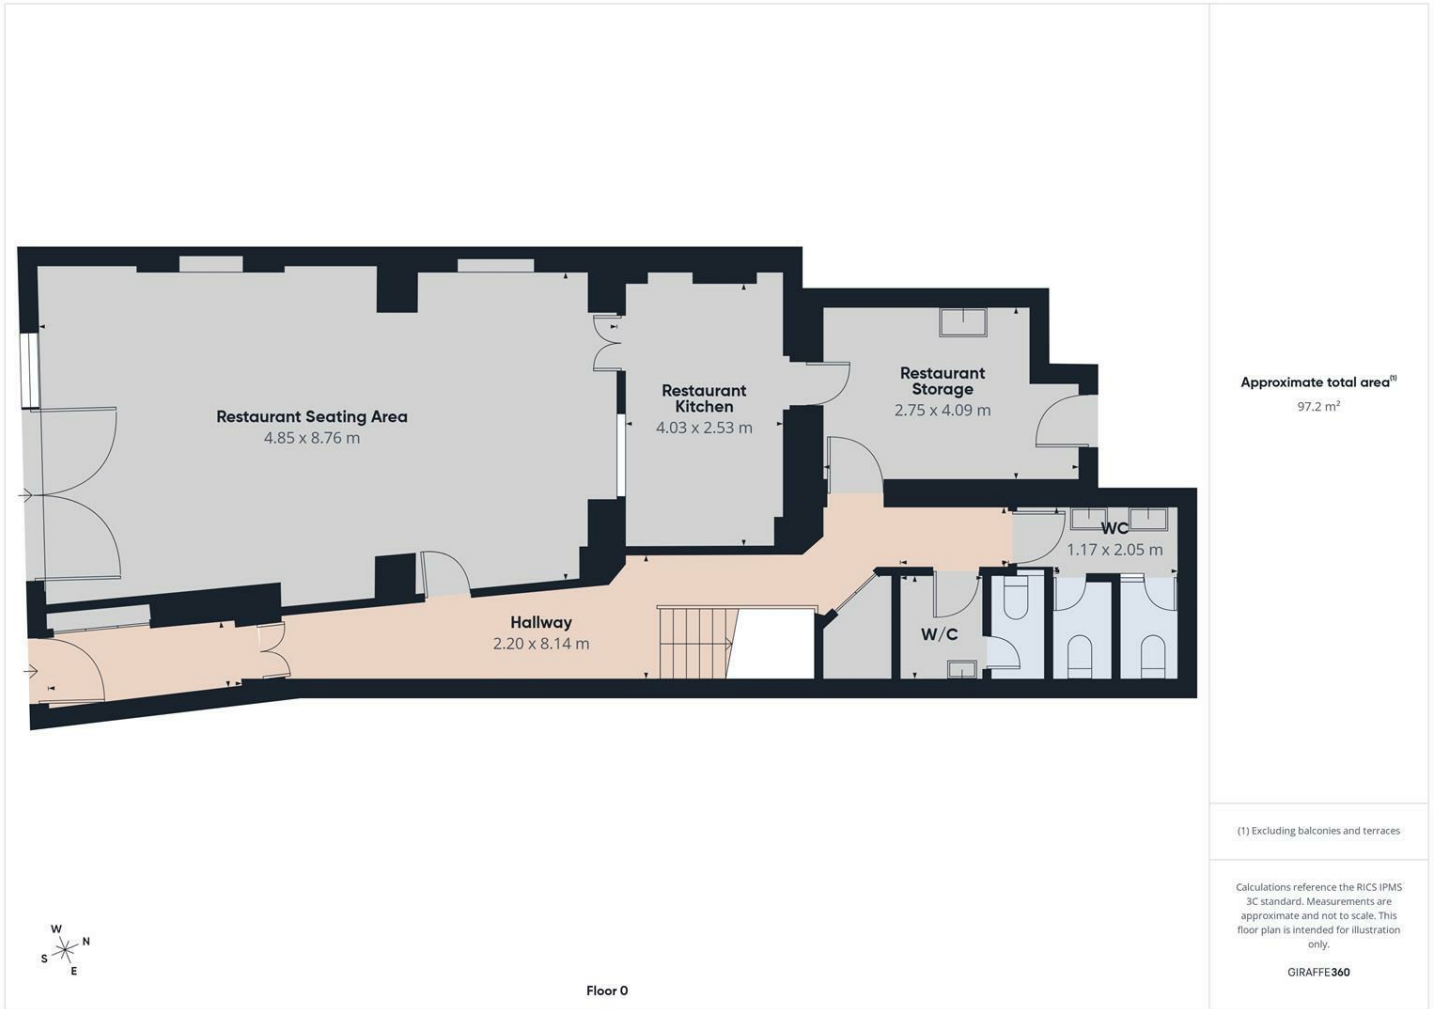 Restaurant Seating Area
4.85 x 8.76 m
Restaurant
Kitchen
4.03 x 2.53 m
Restaurant
Storage
2.75 x 4.09 m
WC
1.17 x 2.05 m
W/C
Hallway
2.20 x 8.14 m
W
N
S
E
Floor 0
Approximate total area(1)
97.2 m²
(1) Excluding balconies and terraces
Calculations reference the RICS IPMS
3C standard. Measurements are
approximate and not to scale. This
floor plan is intended for illustration
only.
GIRAFFE360